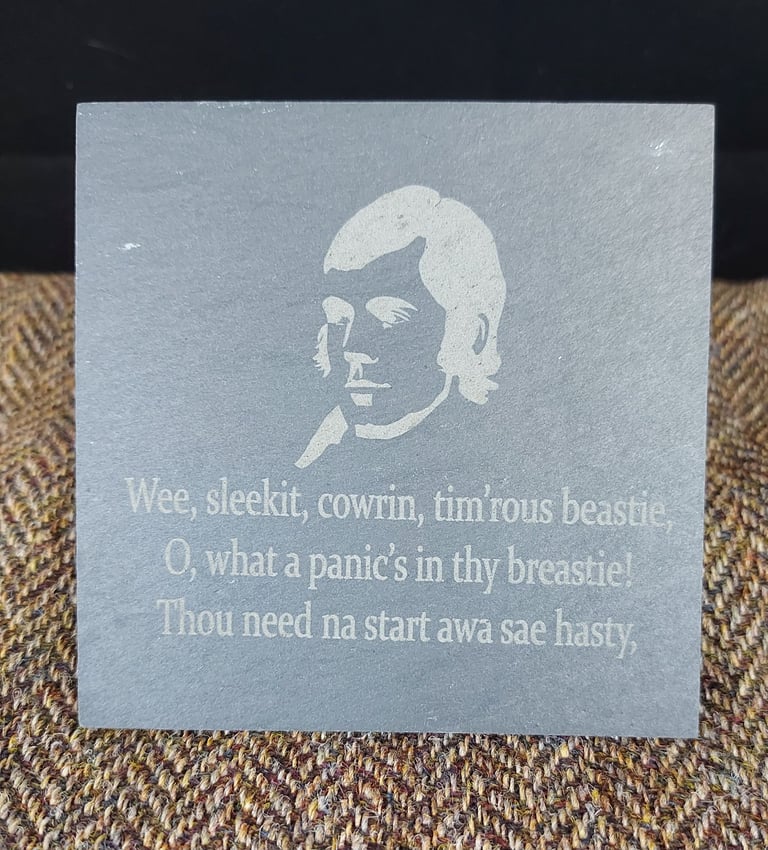 Wee, sleekit, cowrin, tim'rous beastie,
O, what a panic's in thy breastie!
Thou need na start awa sae hasty,